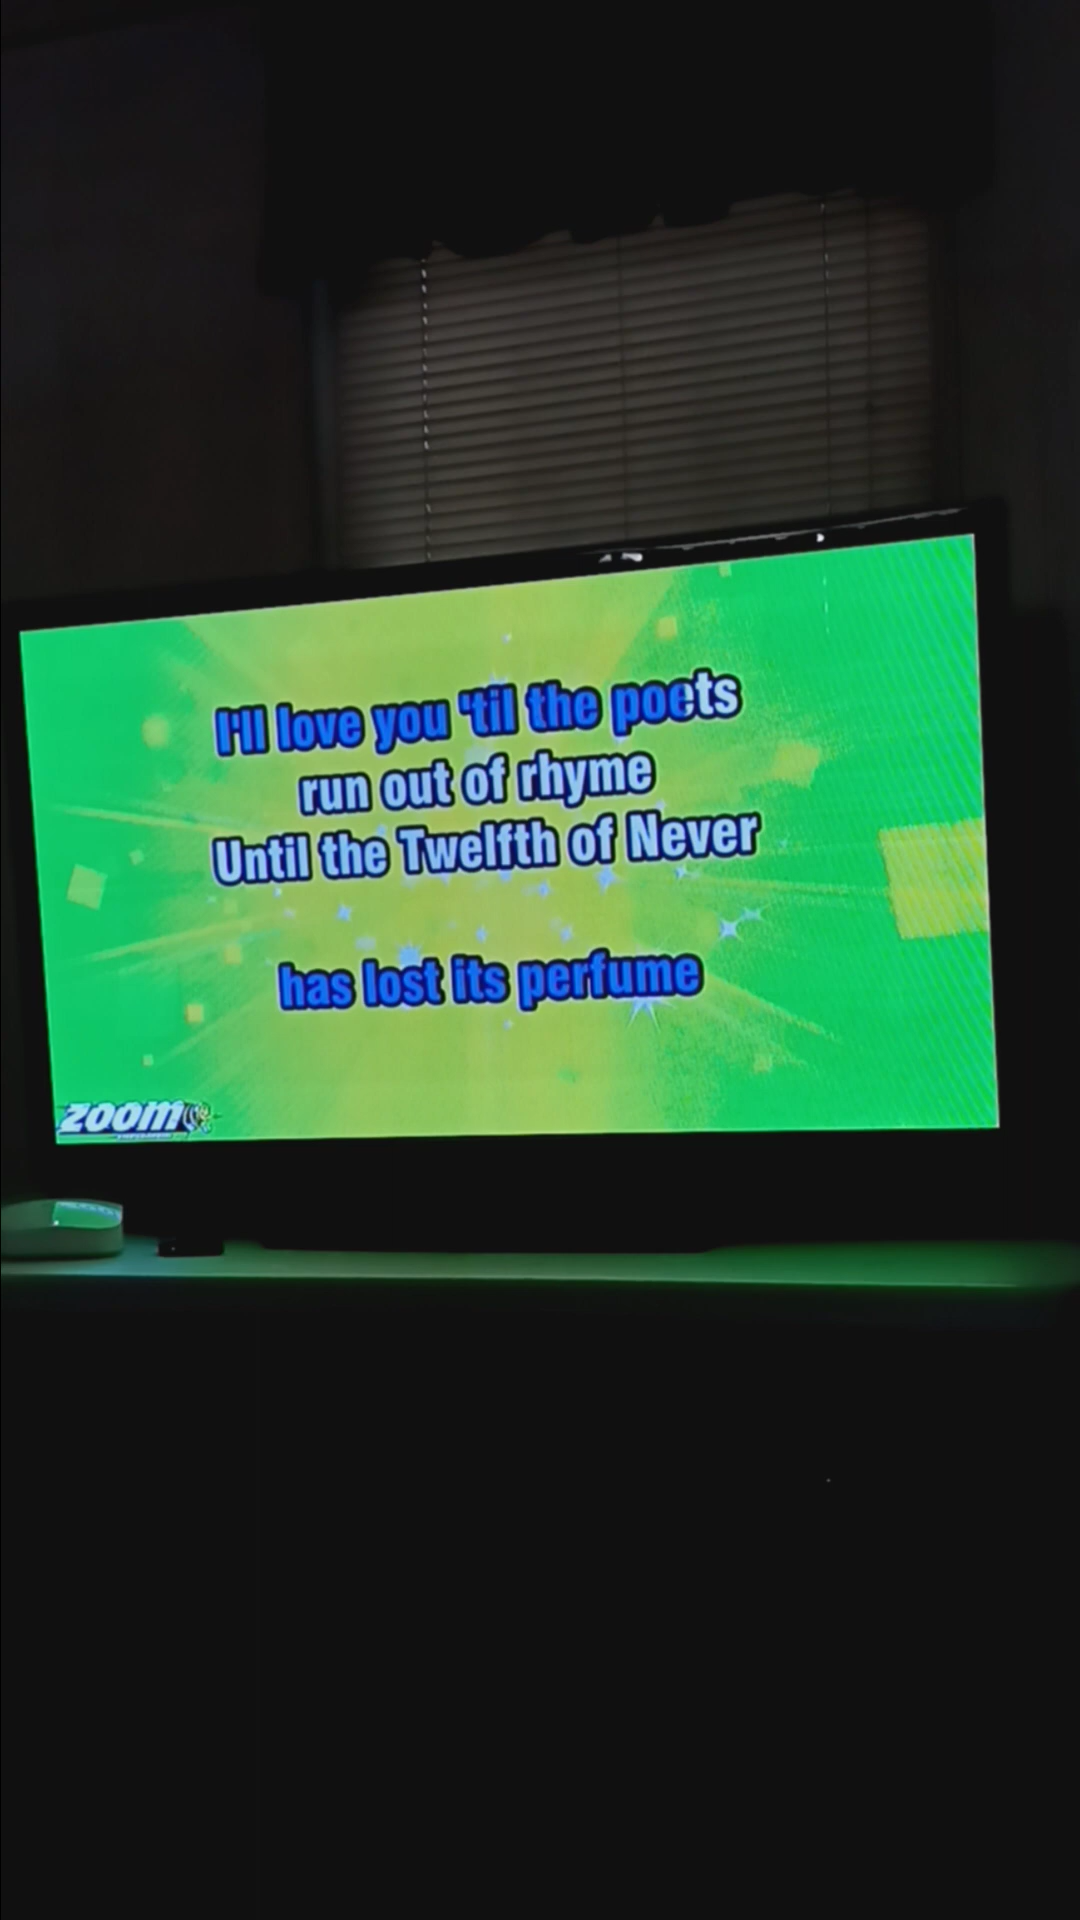 I'll love you 'til the poets
run out of rhyme
Until the Twelfth of Never
has lost its perfume
zoom